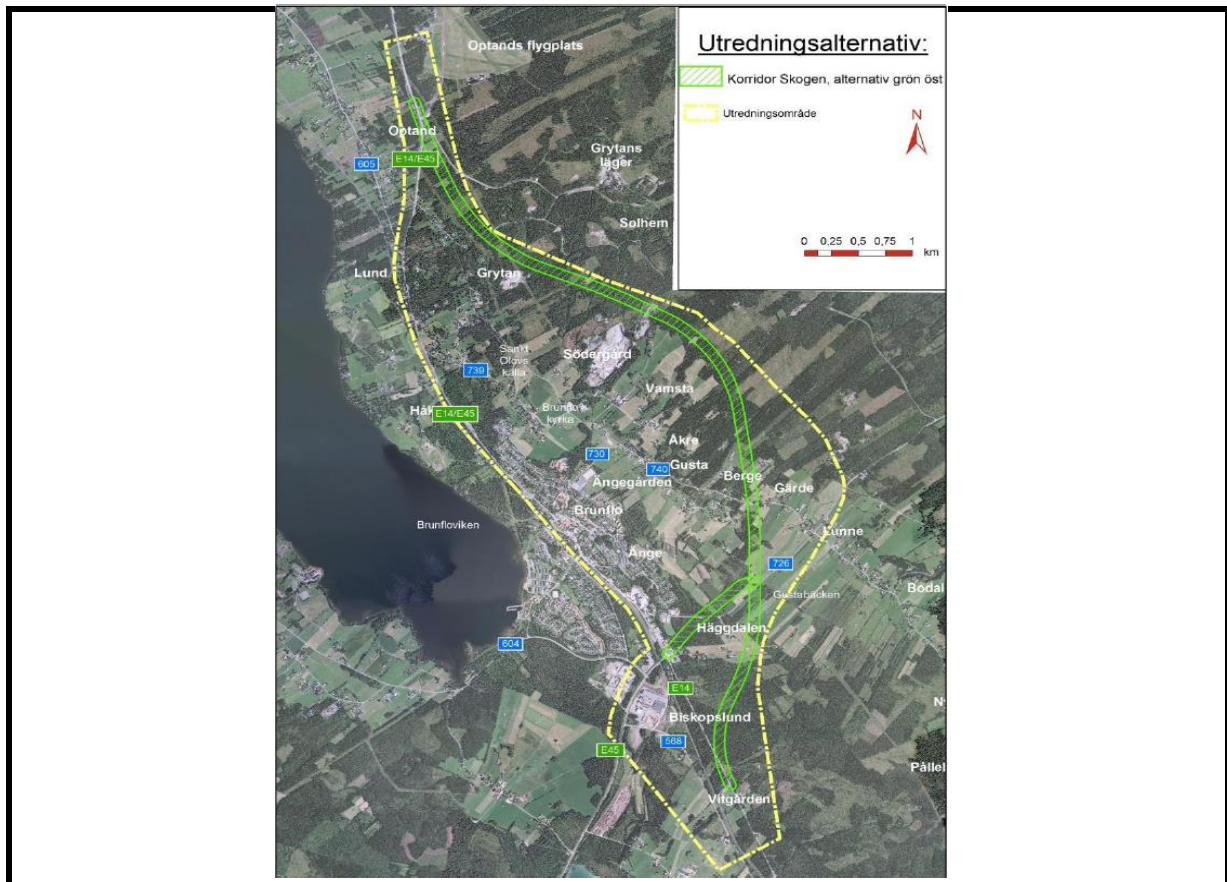 Optands flygplats
Utredningsalternativ:
Korridor Skogen, alternativ grön öst
Utredningsområde
N
Optand
605
E14/E45
Grytans
läger
Solhem
0 0,25 0,5 0,75 1
km
Lund
Grytan
Sankt
Olovs
källa
Södergård
739
Vamsta
E14/E45
Brunflo
kyrka
Åkre
730
740
Gusta
Ängegården
Berge
Gärde
Brunflo
Brunfloviken
Lunne
Änge
726
Gustabäcken
Häggdalen
604
E14
Biskopslund
568
E45
Vitgården